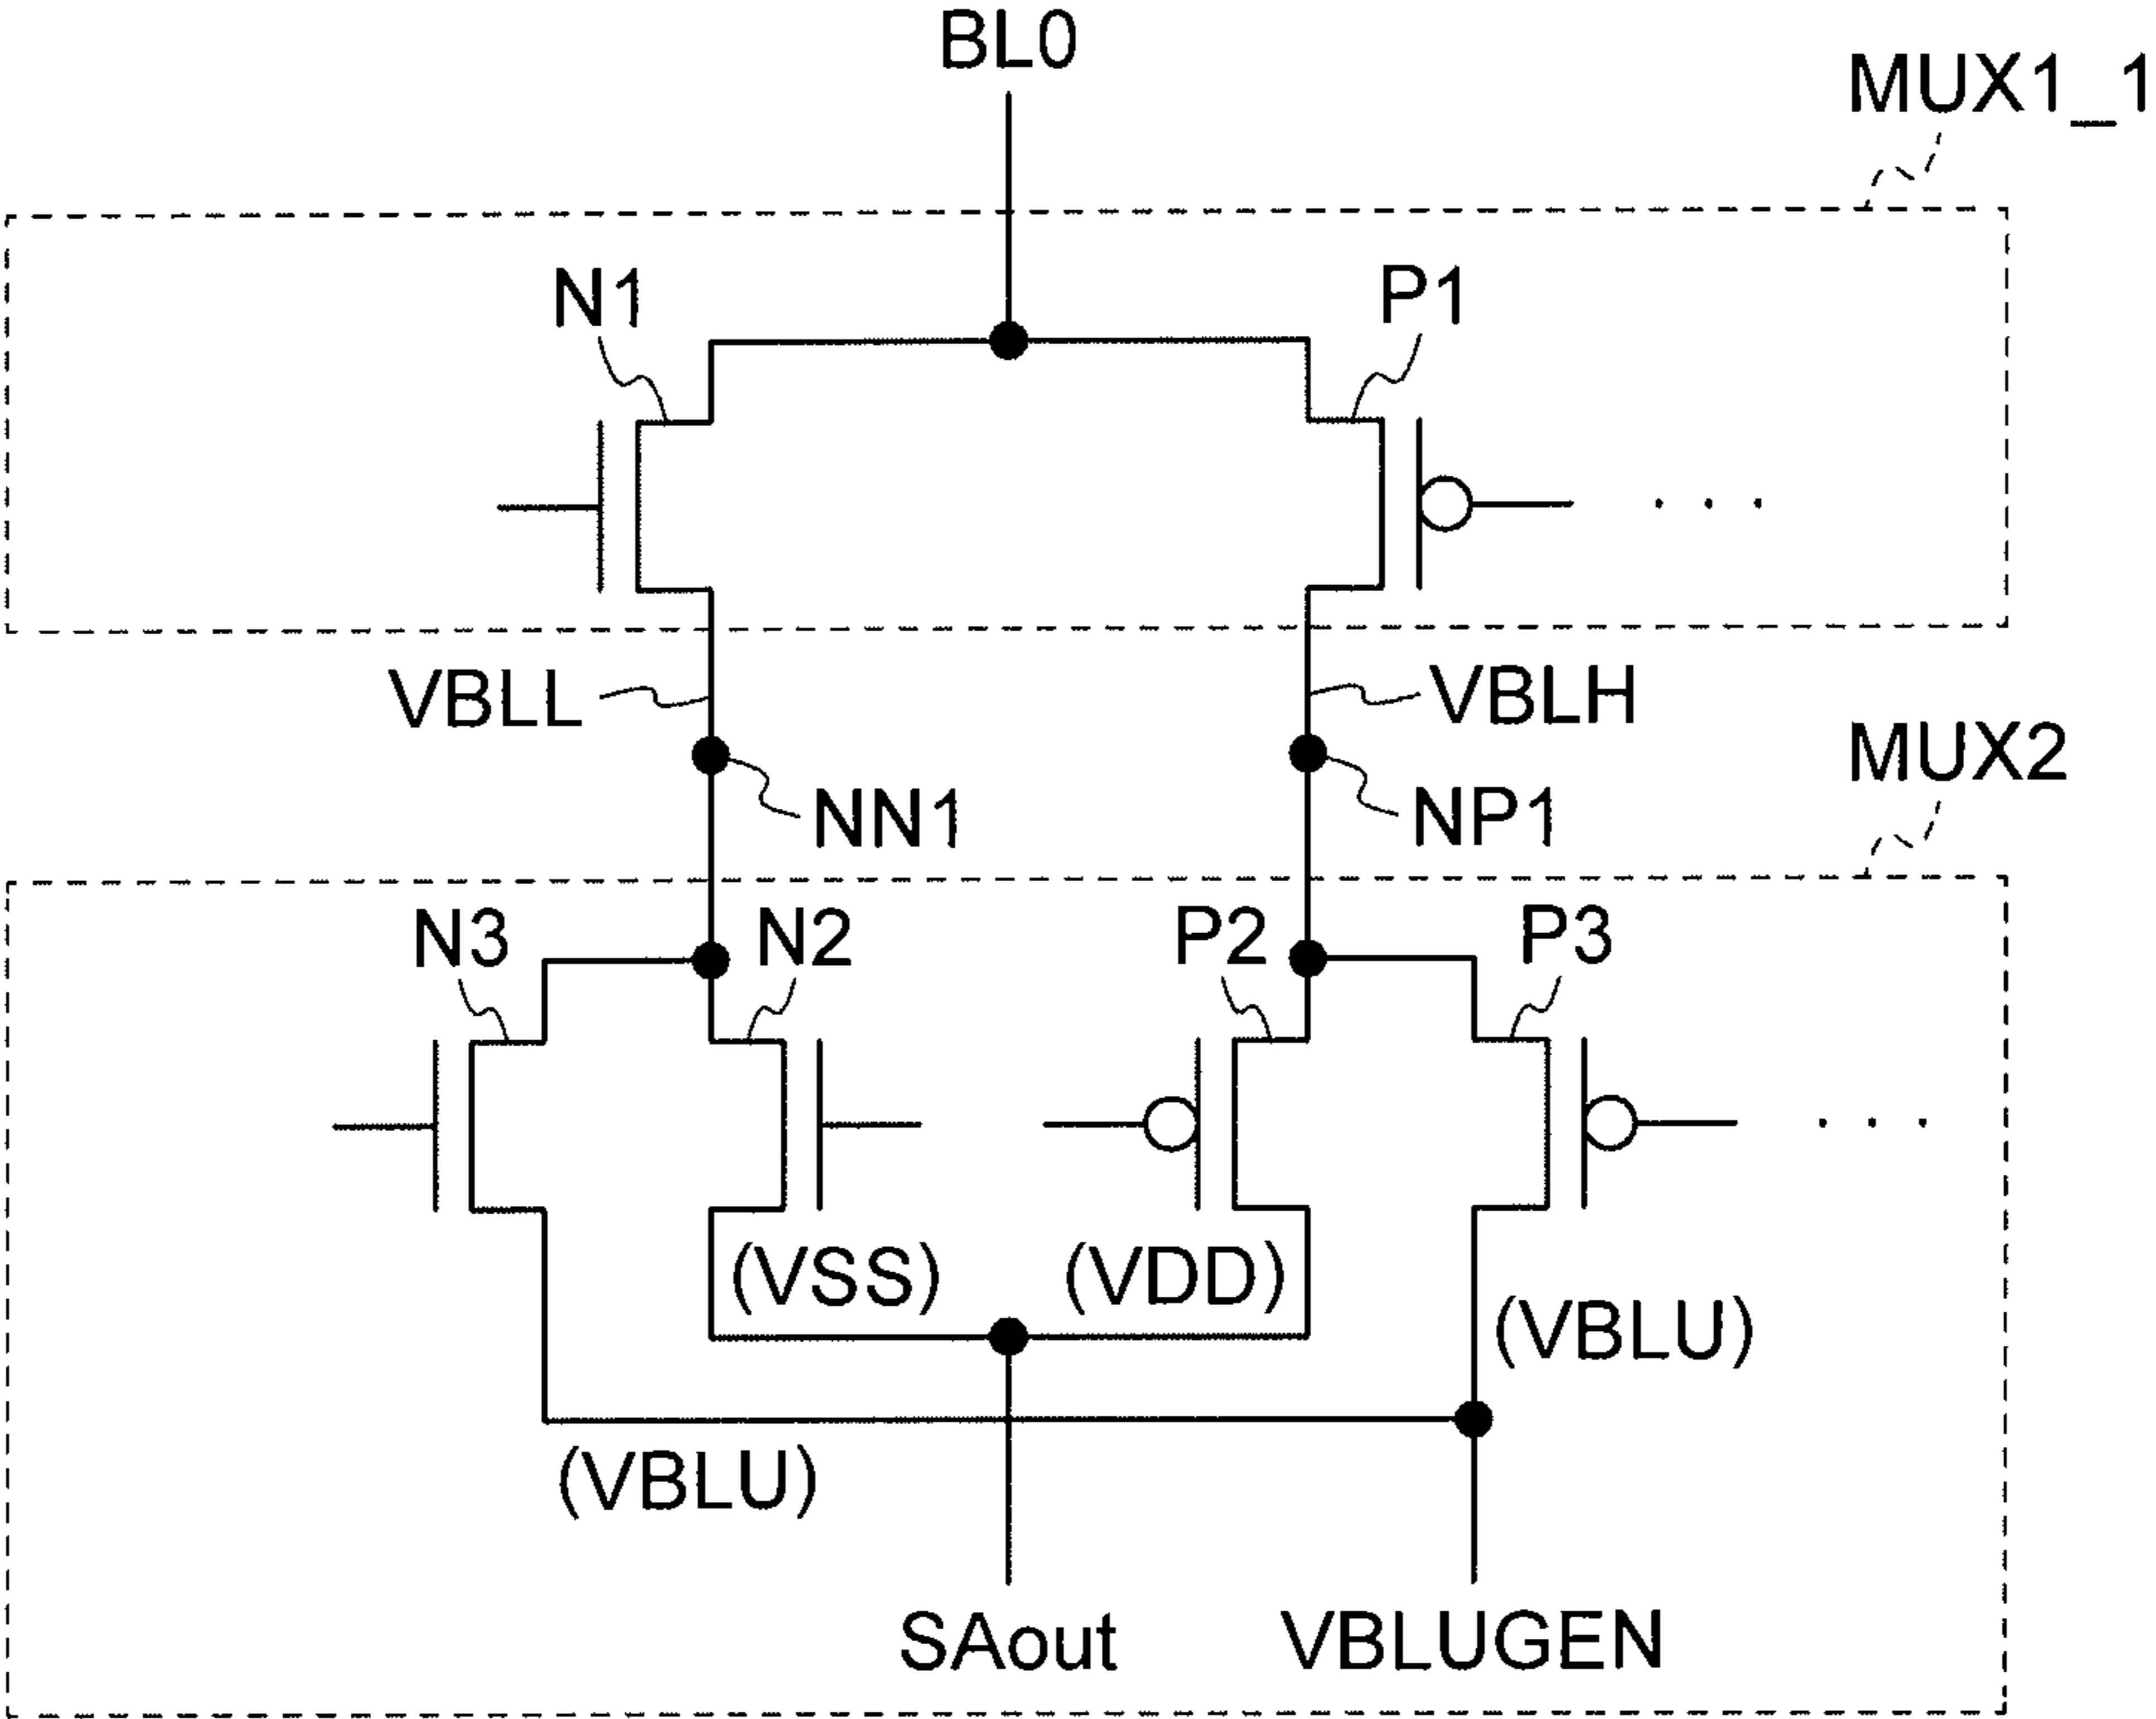 BL0
MUX1_1
N1
P1
. . .
VBLL
VBLH
NN1
NP1
MUX2
N3
N2
P2
P3
. . .
(VSS)
(VDD)
(VBLU)
(VBLU)
SAout
VBLUGEN